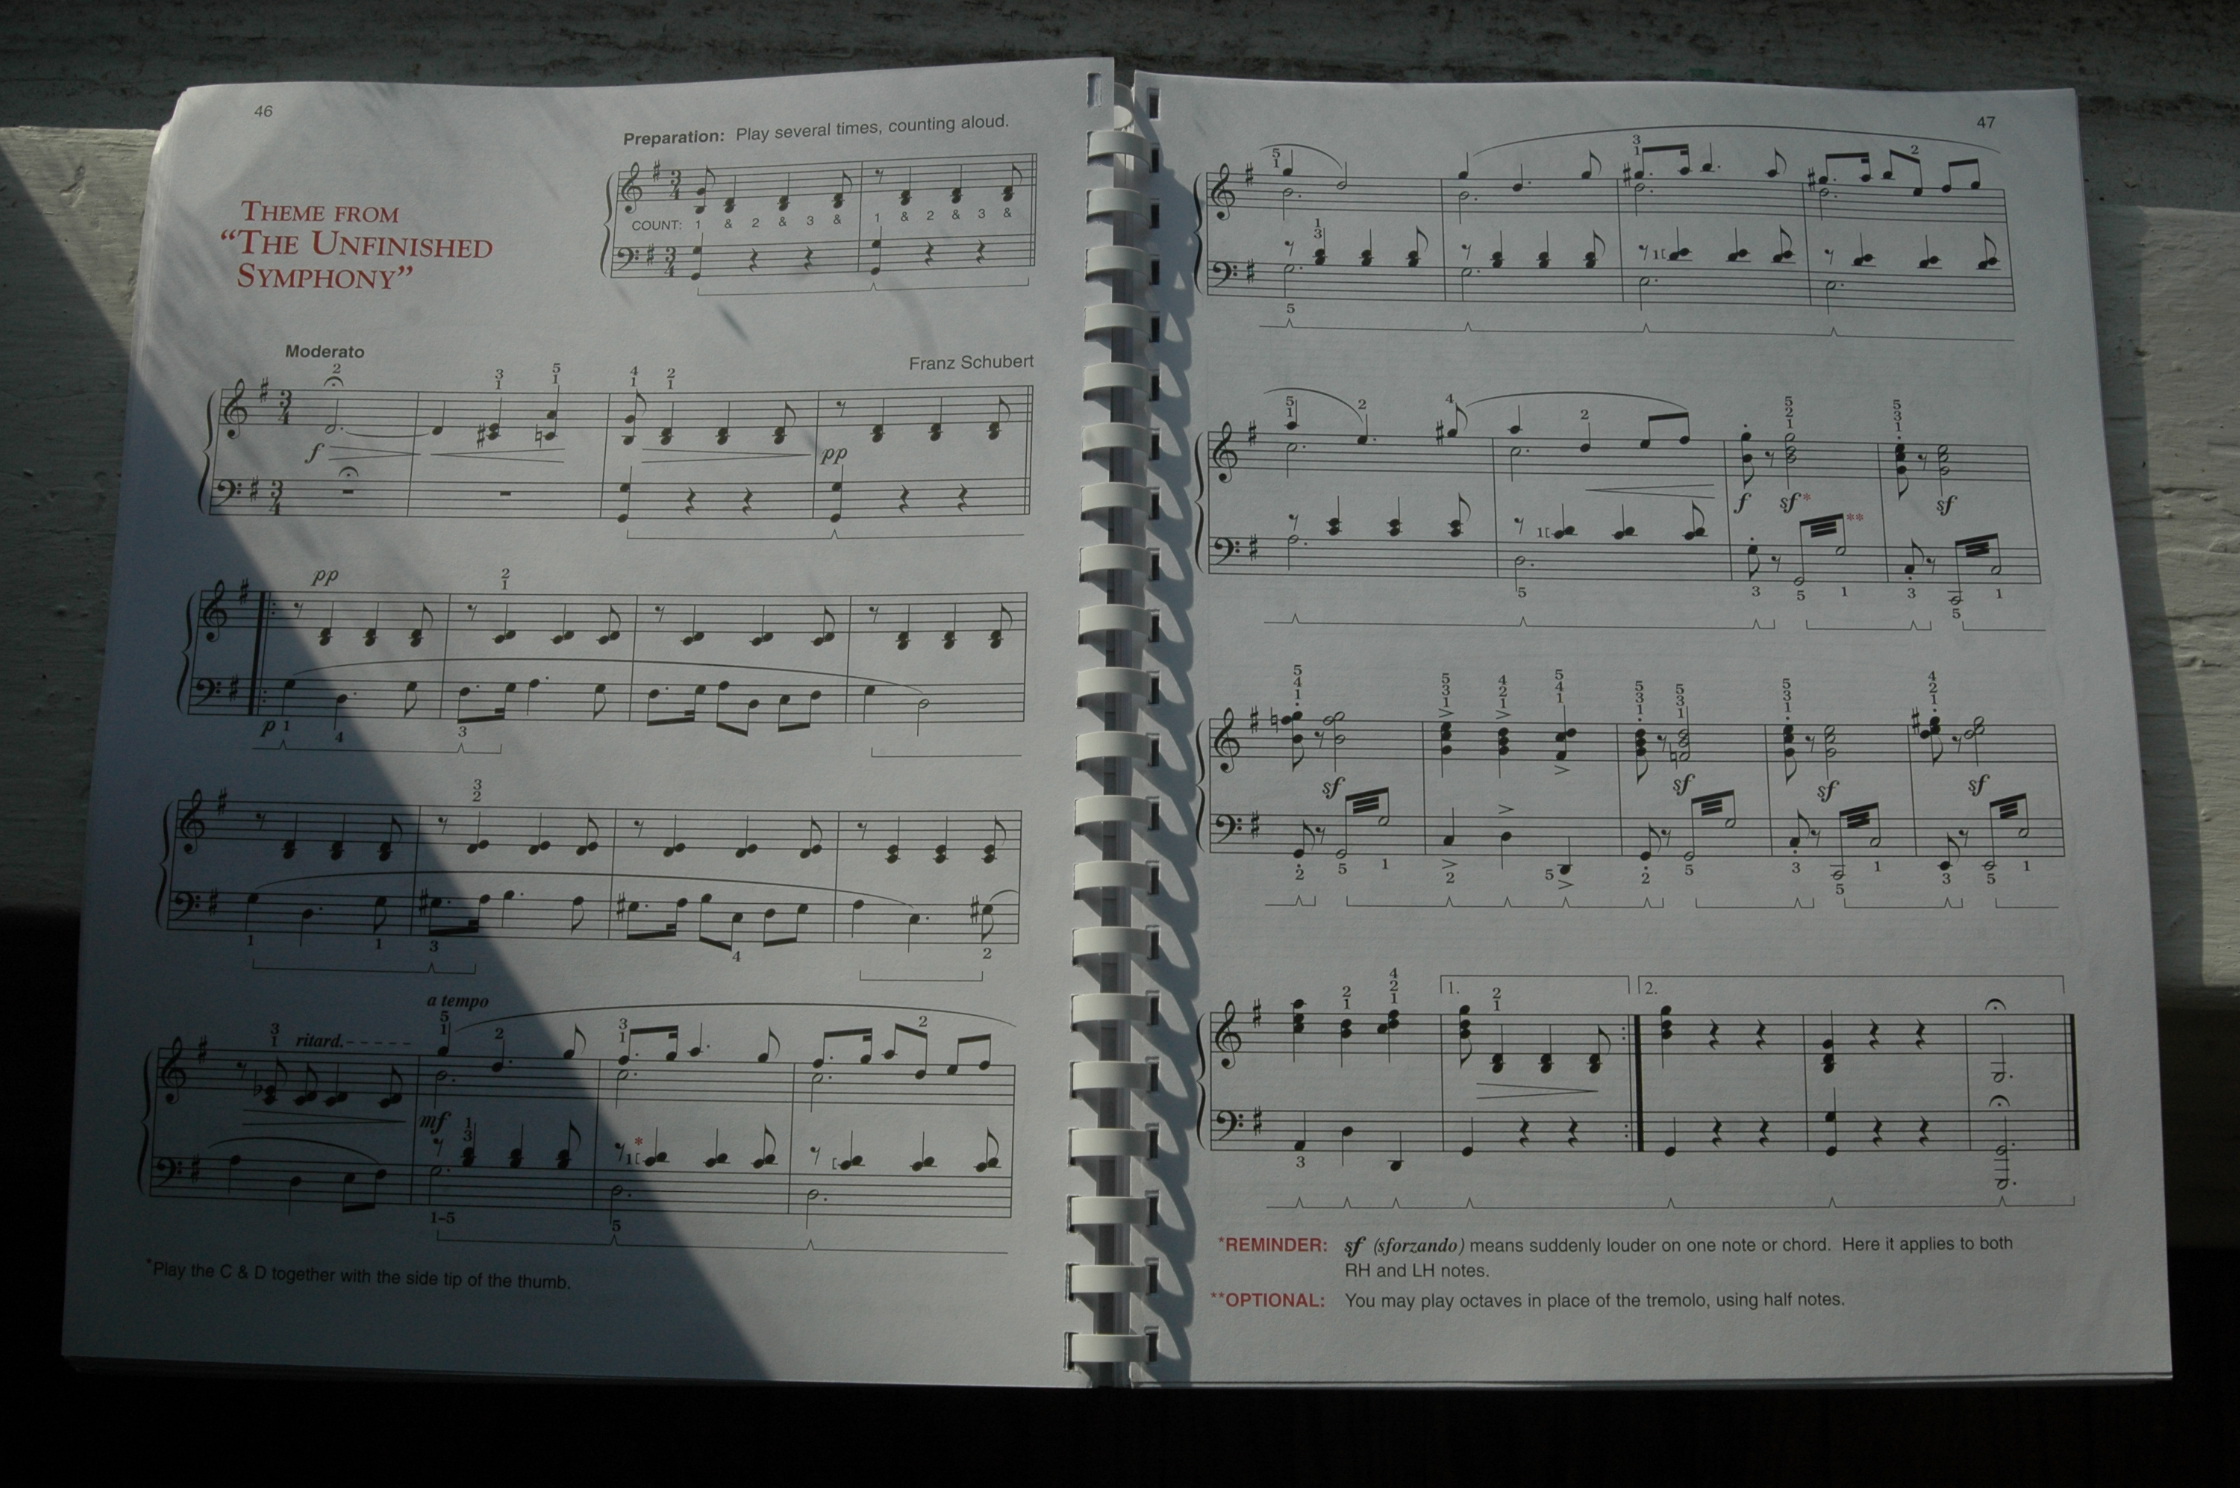 46
Preparation: Play several times, counting aloud.
THEME FROM
“THE UNFINISHED
SYMPHONY”
COUNT: 1 & 2 & 3 & 1 & 2 & 3 &
Moderato
Franz Schubert
f
pp
pp
p
a tempo
ritard.
mf
*Play the C & D together with the side tip of the thumb.
47
f sf* sf
**
sf sf sf sf
1. 2.
*REMINDER: sf (sforzando) means suddenly louder on one note or chord. Here it applies to both
RH and LH notes.
**OPTIONAL: You may play octaves in place of the tremolo, using half notes.